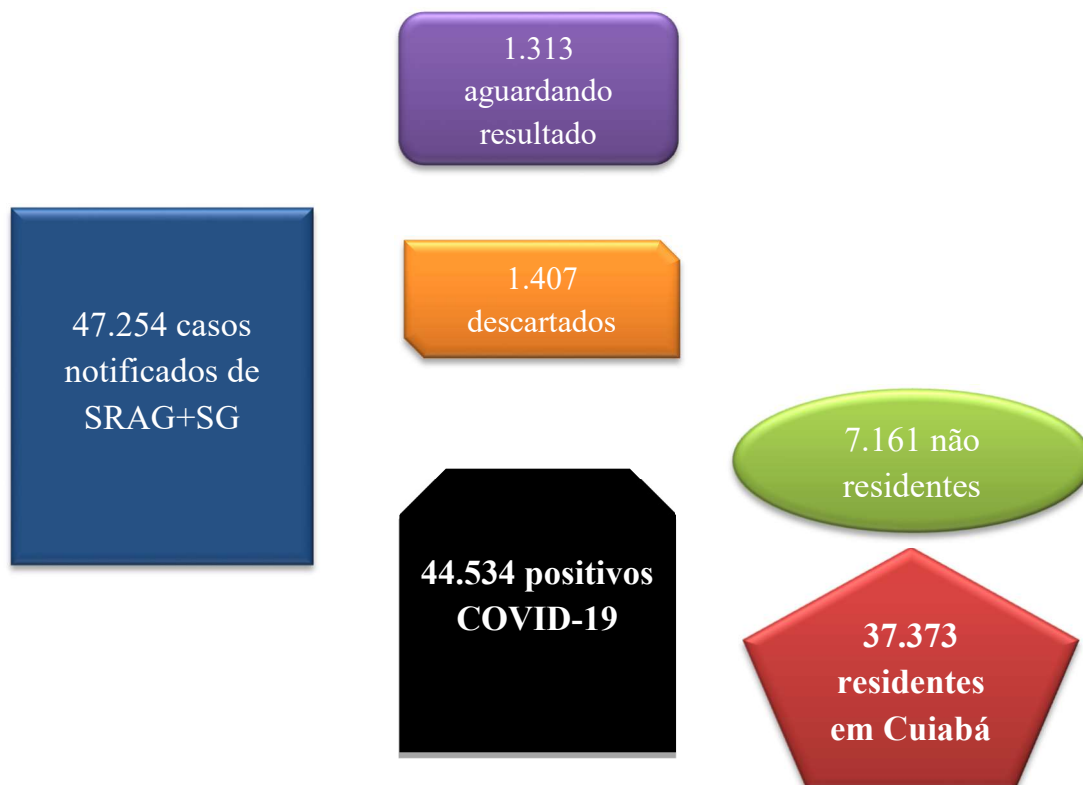 1.313
aguardando
resultado
1.407
descartados
47.254 casos
notificados de
SRAG+SG
7.161 não
residentes
44.534 positivos
COVID-19
37.373
residentes
em Cuiabá